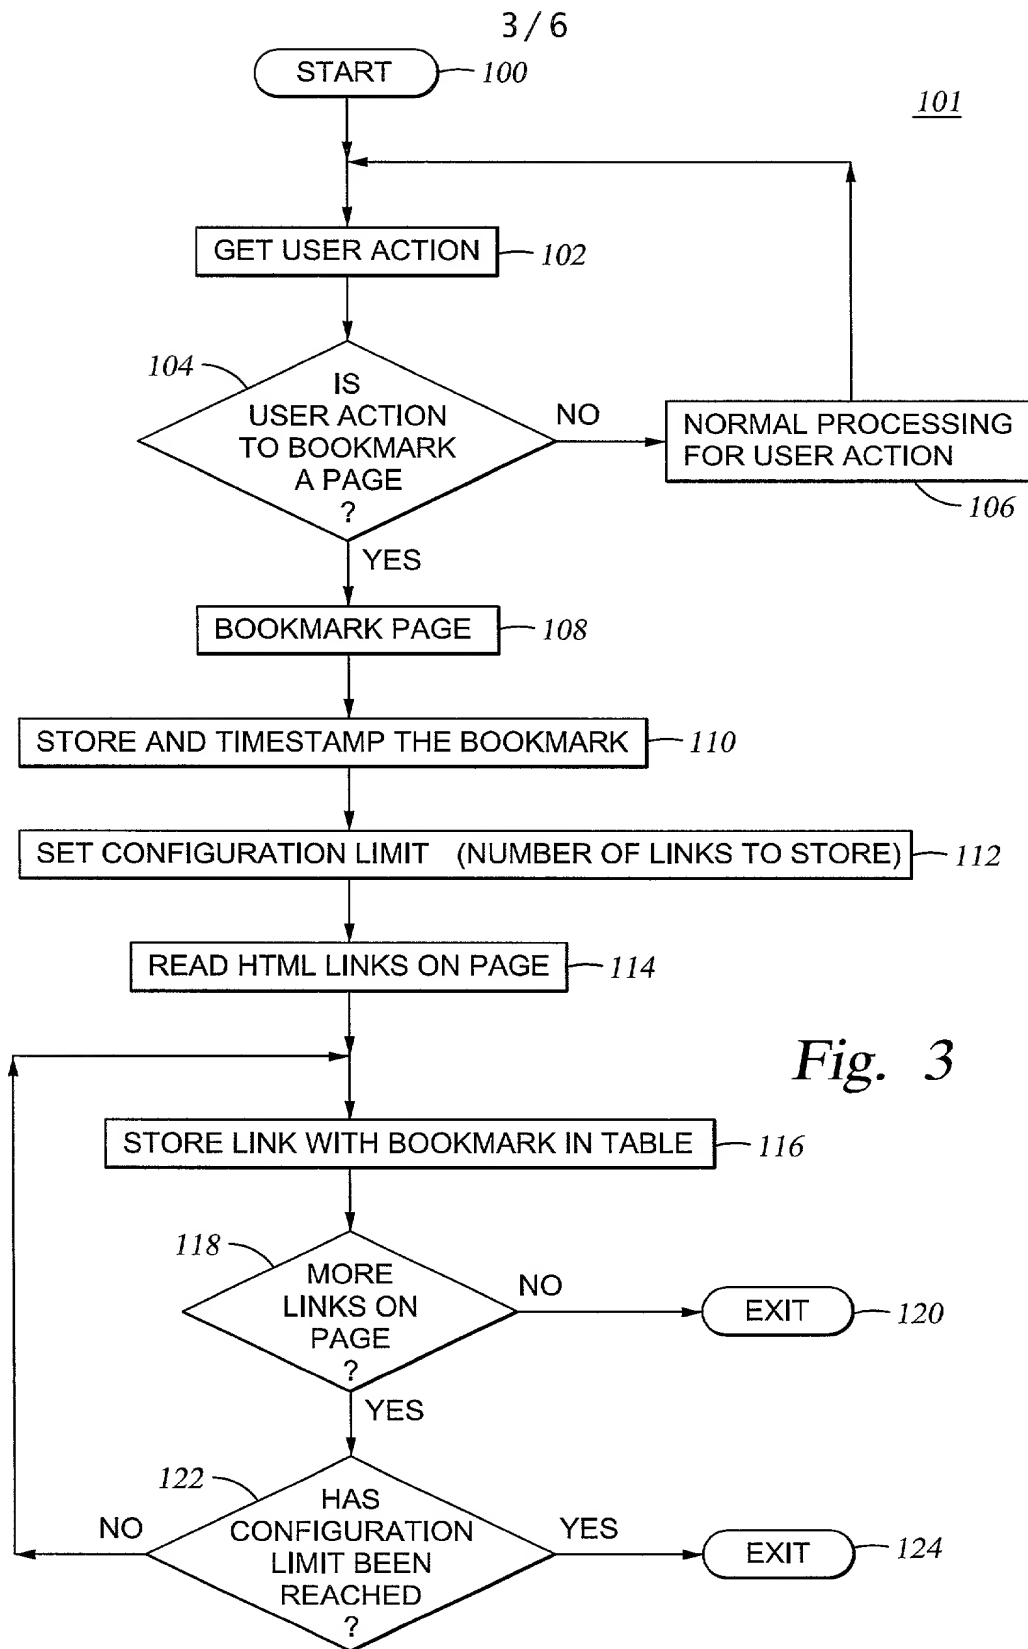 3/6
START
100
101
GET USER ACTION
102
104
IS
USER ACTION
TO BOOKMARK
A PAGE
?
NO
NORMAL PROCESSING
FOR USER ACTION
106
YES
BOOKMARK PAGE
108
STORE AND TIMESTAMP THE BOOKMARK
110
SET CONFIGURATION LIMIT (NUMBER OF LINKS TO STORE)
112
READ HTML LINKS ON PAGE
114
Fig. 3
STORE LINK WITH BOOKMARK IN TABLE
116
118
MORE
LINKS ON
PAGE
?
NO
EXIT
120
YES
122
HAS
CONFIGURATION
LIMIT BEEN
REACHED
?
NO
YES
EXIT
124